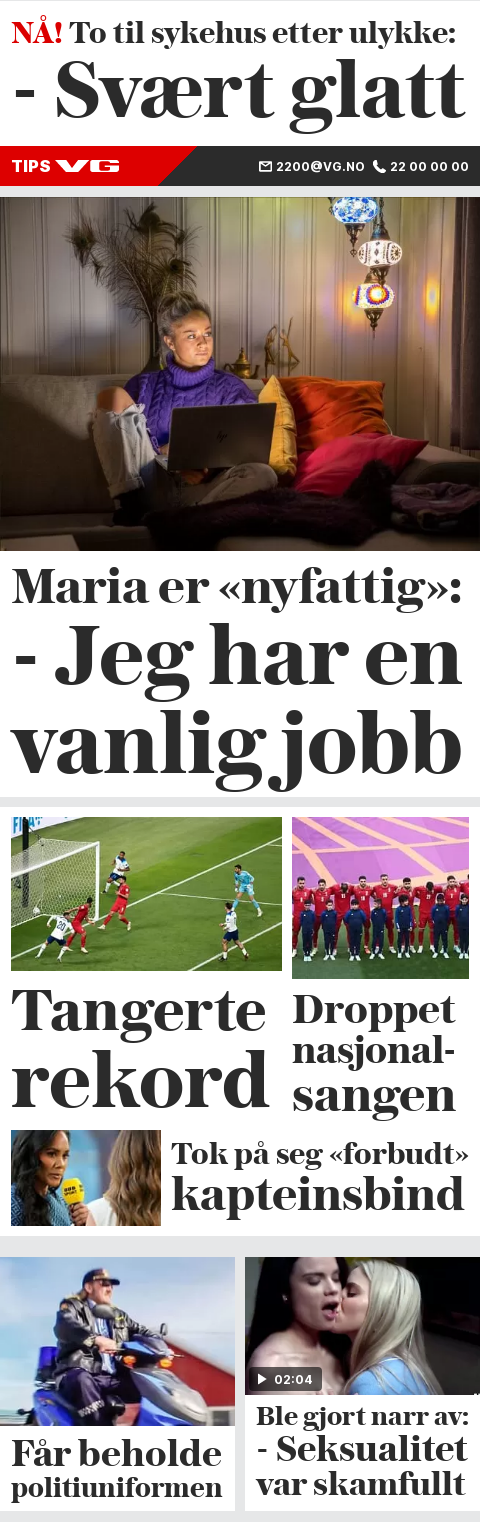 NÅ! To til sykehus etter ulykke:
- Svært glatt
TIPS VG 2200@VG.NO 22 00 00 00
Maria er «nyfattig»:
- Jeg har en
vanlig jobb
Tangerte
rekord
Droppet
nasjonal-
sangen
Tok på seg «forbudt»
kapteinsbind
Får beholde
politiuniformen
02:04
Ble gjort narr av:
- Seksualitet
var skamfullt